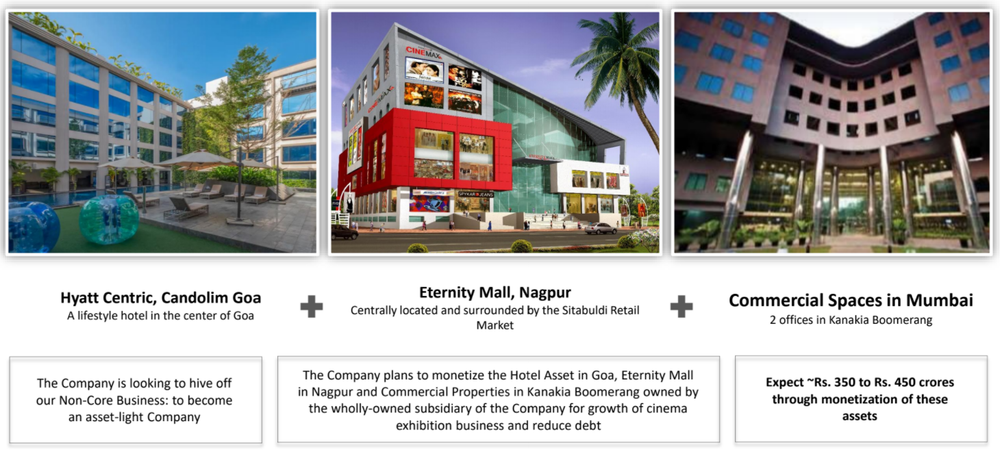 CINEMAX
CINEMAX
SPYKAR JEANS
Hyatt Centric, Candolim Goa
A lifestyle hotel in the center of Goa
Eternity Mall, Nagpur
Centrally located and surrounded by the Sitabuldi Retail
Market
Commercial Spaces in Mumbai
2 offices in Kanakia Boomerang
The Company is looking to hive off
our Non-Core Business: to become
an asset-light Company
The Company plans to monetize the Hotel Asset in Goa, Eternity Mall
in Nagpur and Commercial Properties in Kanakia Boomerang owned by
the wholly-owned subsidiary of the Company for growth of cinema
exhibition business and reduce debt
Expect ~Rs. 350 to Rs. 450 crores
through monetization of these
assets